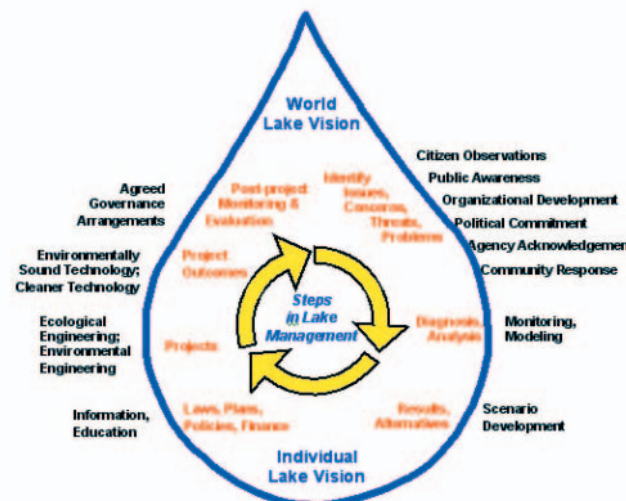 World
Lake Vision
Citizen Observations
Public Awareness
Organizational Development
Political Commitment
Agency Acknowledgement
Community Response
Identify
Issues,
Concerns,
Threats,
Problems
Post-project
Monitoring &
Evaluation
Agreed
Governance
Arrangements
Project
Outcomes
Environmentally
Sound Technology;
Cleaner Technology
Steps
in Lake
Management
Diagnosis,
Analysis
Monitoring,
Modeling
Ecological
Engineering;
Environmental
Engineering
Projects
Information,
Education
Laws, Plans,
Policies, Finance
Results,
Alternatives
Scenario
Development
Individual
Lake Vision